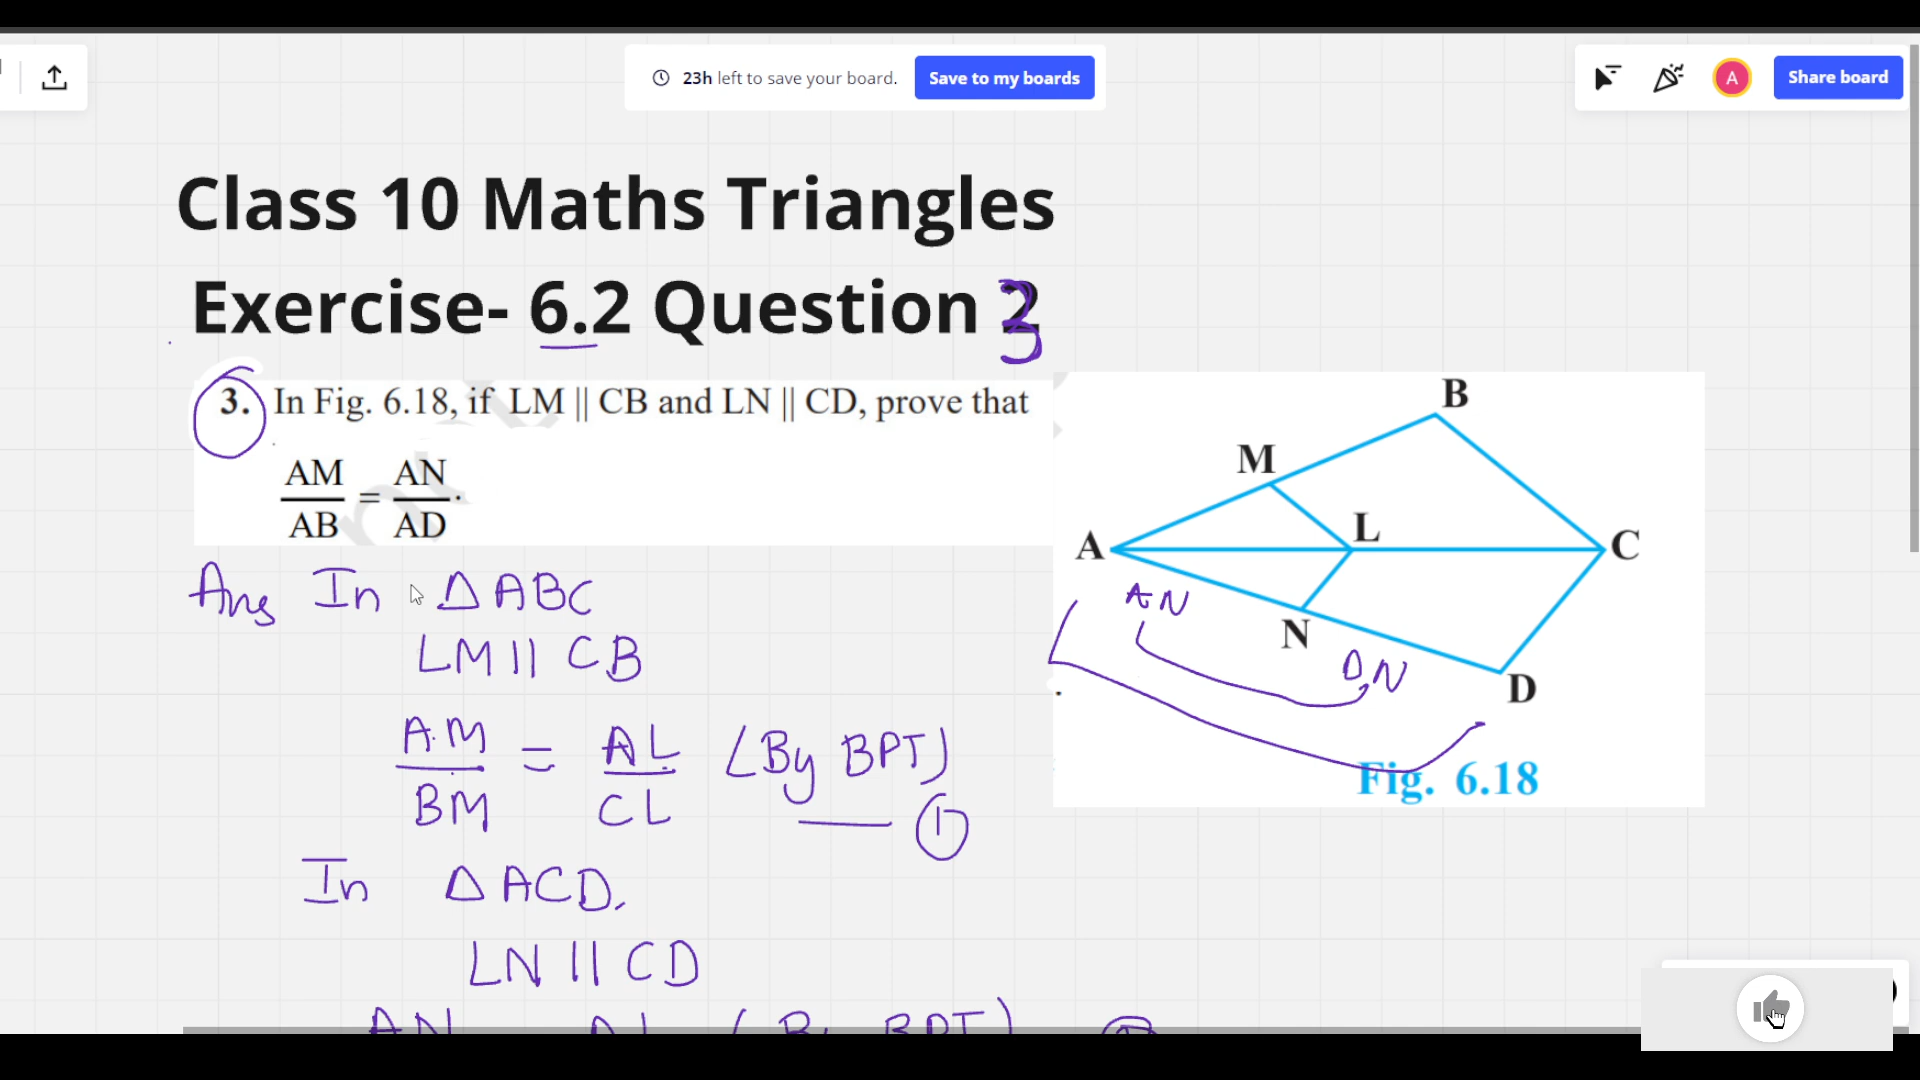 23h left to save your board.
Save to my boards
A
Share board
Class 10 Maths Triangles
Exercise- 6.2 Question 3
3. In Fig. 6.18, if LM || CB and LN || CD, prove that
AM/AB = AN/AD.
B
M
A
L
C
N
D
AN
DN
Fig. 6.18
Ans In △ABC
LM || CB
AM/BM = AL/CL (By BPT)
— ①
In △ACD,
LN || CD